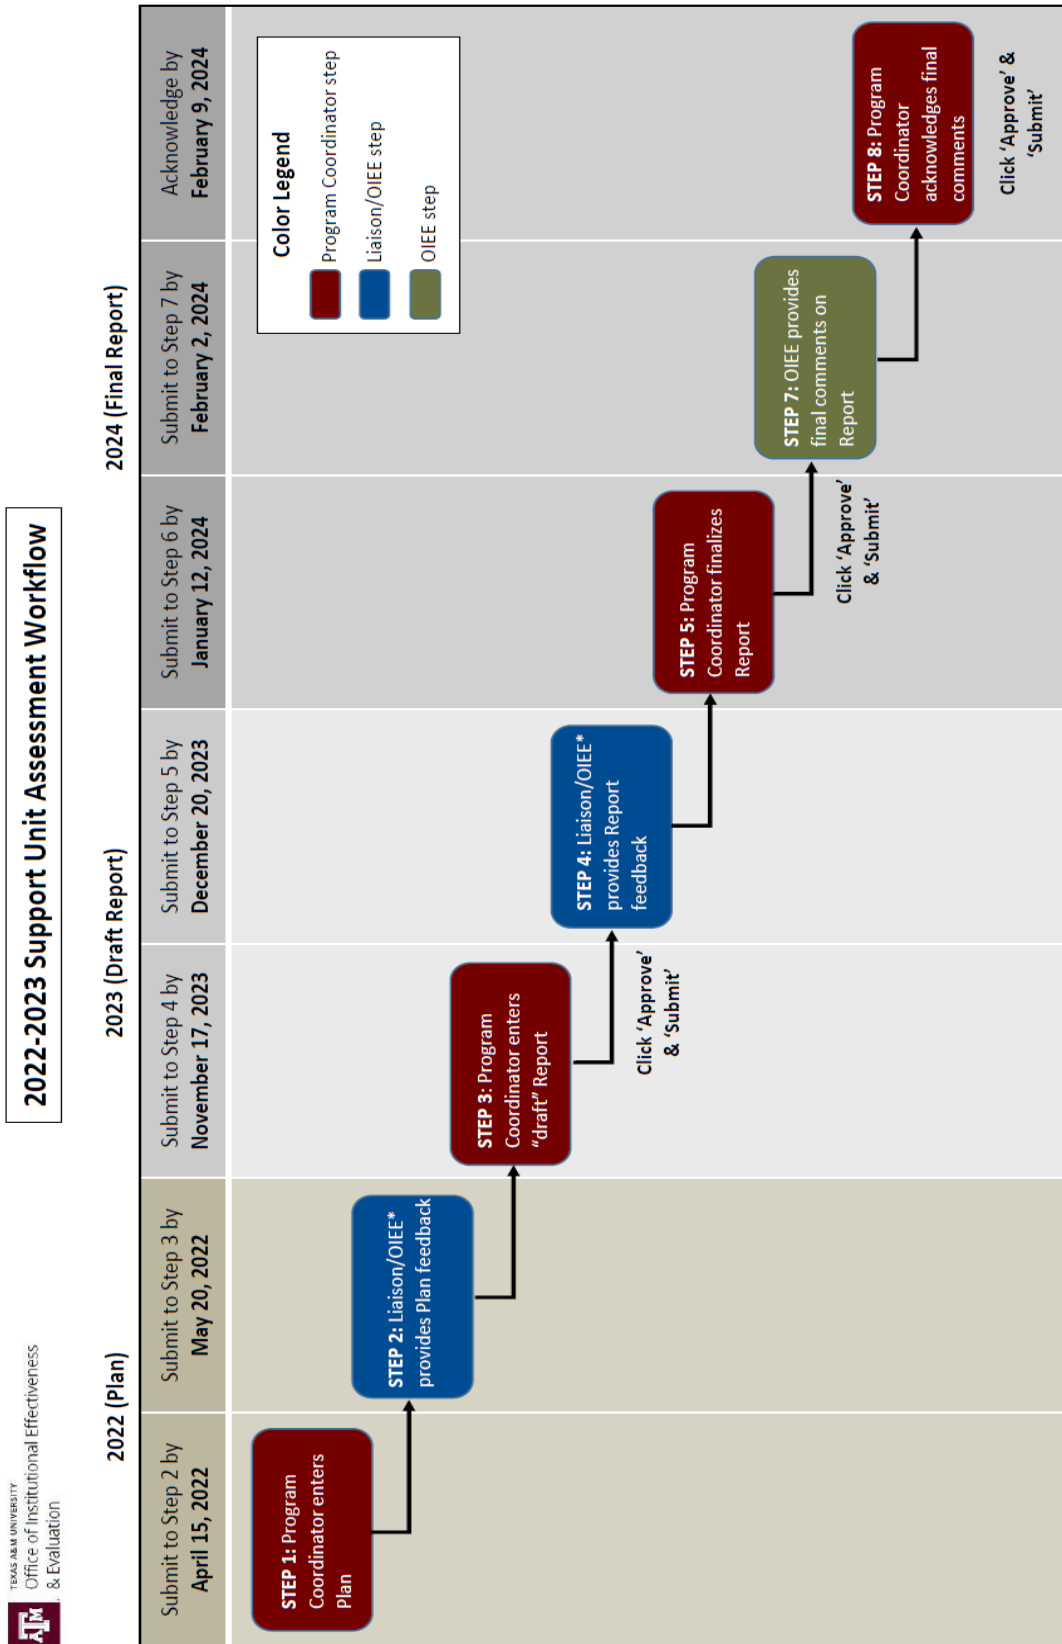 TEXAS A&M UNIVERSITY
Office of Institutional Effectiveness
& Evaluation
2022-2023 Support Unit Assessment Workflow
2022 (Plan)
2023 (Draft Report)
2024 (Final Report)
Submit to Step 2 by
April 15, 2022
Submit to Step 3 by
May 20, 2022
Submit to Step 4 by
November 17, 2023
Submit to Step 5 by
December 20, 2023
Submit to Step 6 by
January 12, 2024
Submit to Step 7 by
February 2, 2024
Acknowledge by
February 9, 2024
Color Legend
Program Coordinator step
Liaison/OIEE step
OIEE step
STEP 1: Program
Coordinator enters
Plan
STEP 2: Liaison/OIEE*
provides Plan feedback
STEP 3: Program
Coordinator enters
“draft” Report
Click ‘Approve’
& ‘Submit’
STEP 4: Liaison/OIEE*
provides Report
feedback
STEP 5: Program
Coordinator finalizes
Report
Click ‘Approve’
& ‘Submit’
STEP 7: OIEE provides
final comments on
Report
STEP 8: Program
Coordinator
acknowledges final
comments
Click ‘Approve’ &
‘Submit’